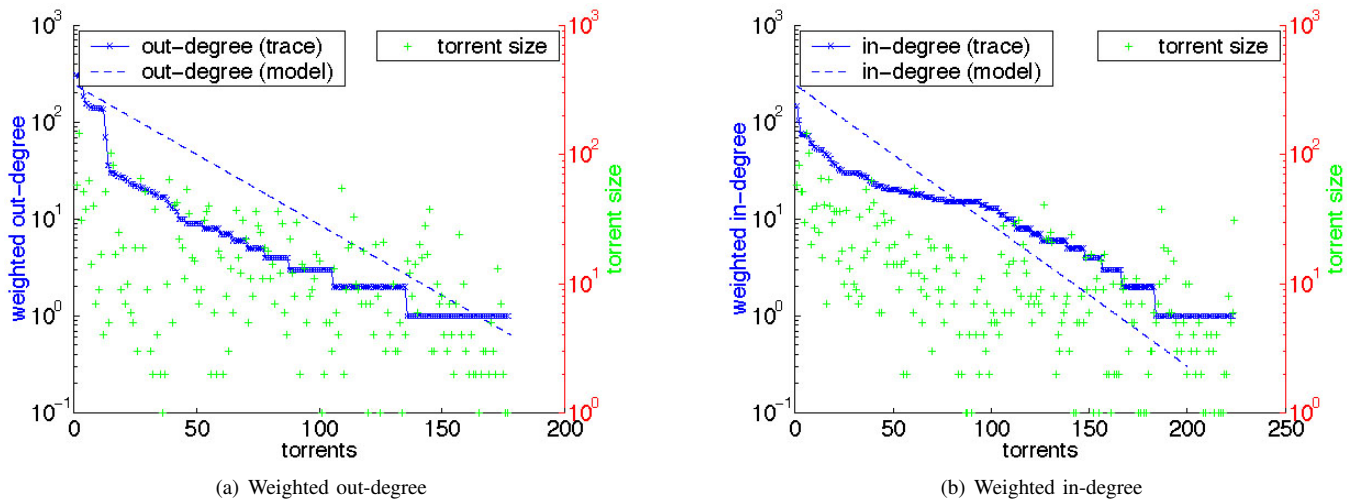 10^3
10^2
10^1
10^0
10^-1
weighted out-degree
out-degree (trace)
out-degree (model)
torrent size
10^3
10^2
10^1
10^0
torrent size
0 50 100 150 200
torrents
(a) Weighted out-degree
10^3
10^2
10^1
10^0
10^-1
weighted in-degree
in-degree (trace)
in-degree (model)
torrent size
10^3
10^2
10^1
10^0
torrent size
0 50 100 150 200 250
torrents
(b) Weighted in-degree